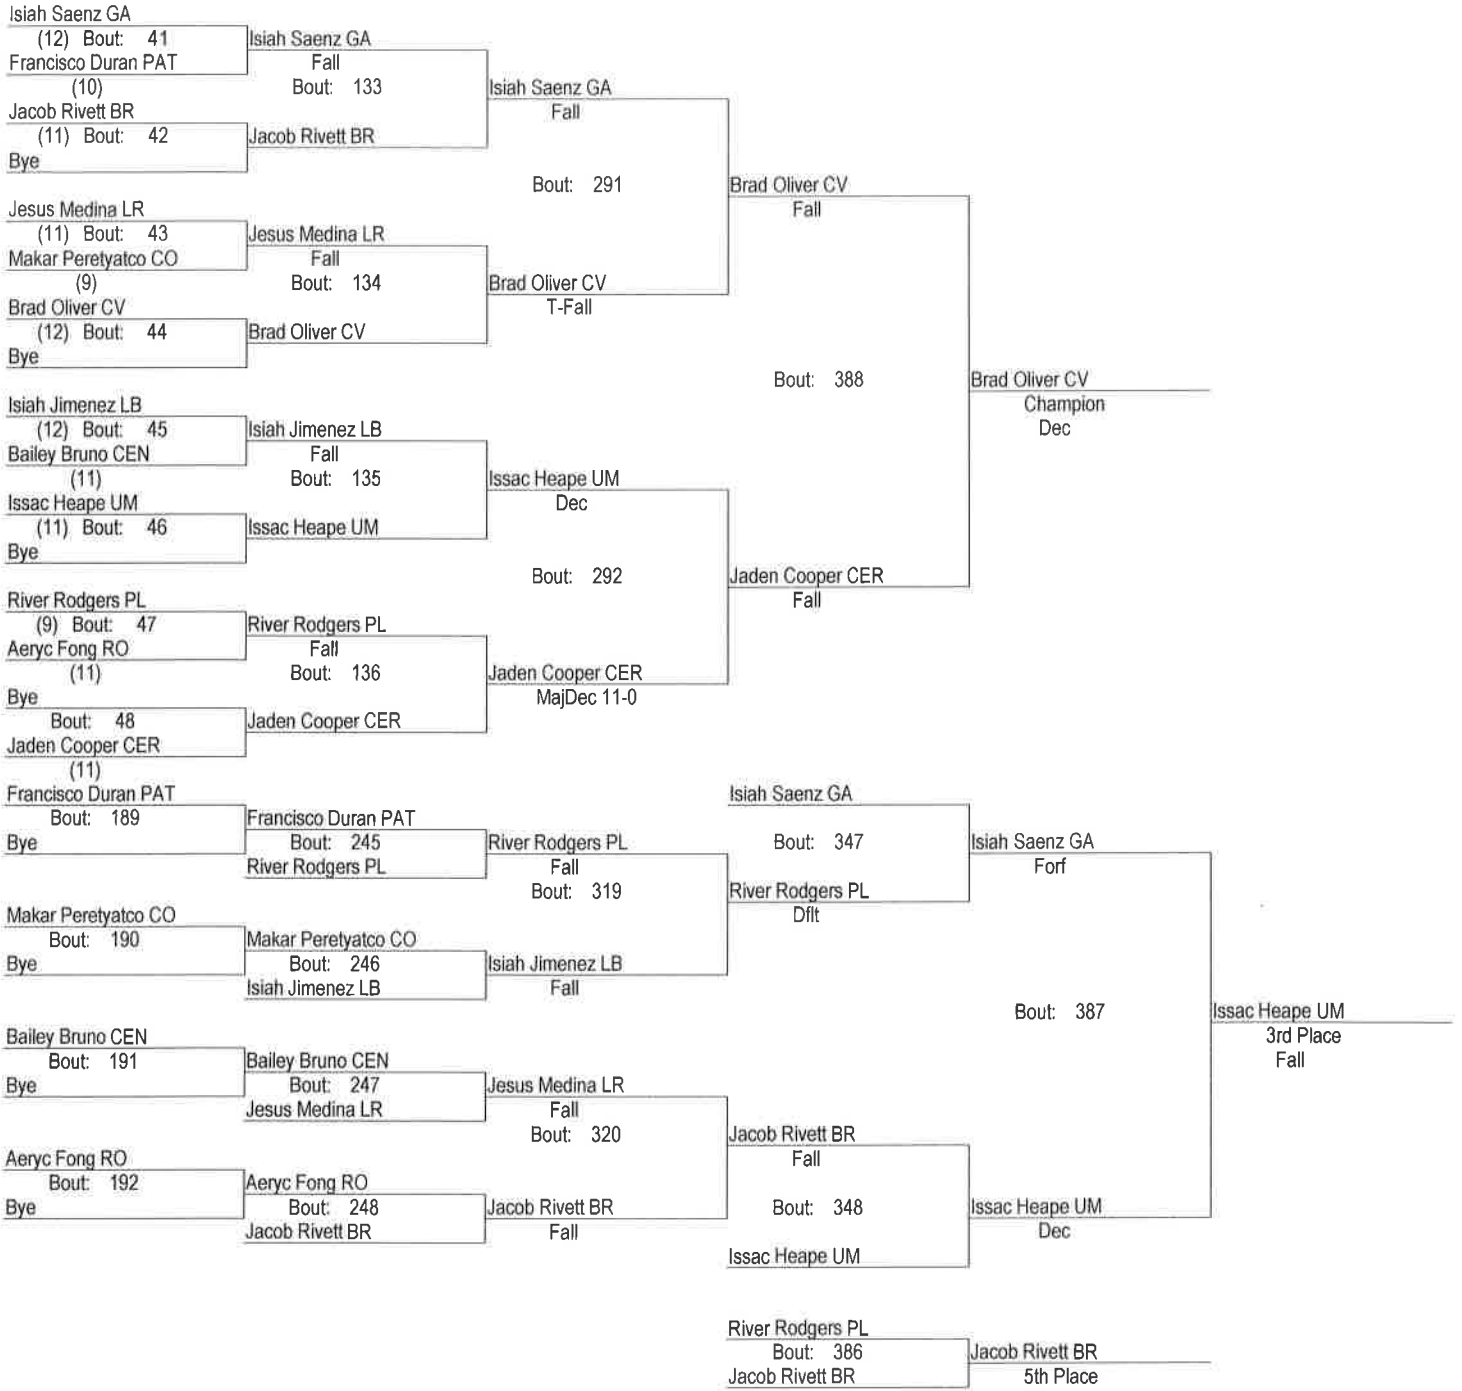 Isiah Saenz GA
(12) Bout: 41
Francisco Duran PAT
(10)
Jacob Rivett BR
(11) Bout: 42
Bye
Jesus Medina LR
(11) Bout: 43
Makar Peretyatco CO
(9)
Brad Oliver CV
(12) Bout: 44
Bye
Isiah Jimenez LB
(12) Bout: 45
Bailey Bruno CEN
(11)
Issac Heape UM
(11) Bout: 46
Bye
River Rodgers PL
(9) Bout: 47
Aeryc Fong RO
(11)
Bye
Bout: 48
Jaden Cooper CER
(11)
Isiah Saenz GA
Fall
Bout: 133
Jacob Rivett BR
Jesus Medina LR
Fall
Bout: 134
Brad Oliver CV
Isiah Jimenez LB
Fall
Bout: 135
Issac Heape UM
River Rodgers PL
Fall
Bout: 136
Jaden Cooper CER
Isiah Saenz GA
Fall
Bout: 291
Brad Oliver CV
T-Fall
Issac Heape UM
Dec
Bout: 292
Jaden Cooper CER
MajDec 11-0
Brad Oliver CV
Fall
Bout: 388
Jaden Cooper CER
Fall
Brad Oliver CV
Champion
Dec
Francisco Duran PAT
Bout: 189
Bye
Makar Peretyatco CO
Bout: 190
Bye
Bailey Bruno CEN
Bout: 191
Bye
Aeryc Fong RO
Bout: 192
Bye
Francisco Duran PAT
Bout: 245
River Rodgers PL
Makar Peretyatco CO
Bout: 246
Isiah Jimenez LB
Bailey Bruno CEN
Bout: 247
Jesus Medina LR
Aeryc Fong RO
Bout: 248
Jacob Rivett BR
River Rodgers PL
Fall
Bout: 319
Isiah Jimenez LB
Fall
Jesus Medina LR
Fall
Bout: 320
Jacob Rivett BR
Fall
Isiah Saenz GA
Bout: 347
River Rodgers PL
Dflt
Jacob Rivett BR
Fall
Bout: 348
Issac Heape UM
Isiah Saenz GA
Forf
Bout: 387
Issac Heape UM
Dec
Issac Heape UM
3rd Place
Fall
River Rodgers PL
Bout: 386
Jacob Rivett BR
Jacob Rivett BR
5th Place